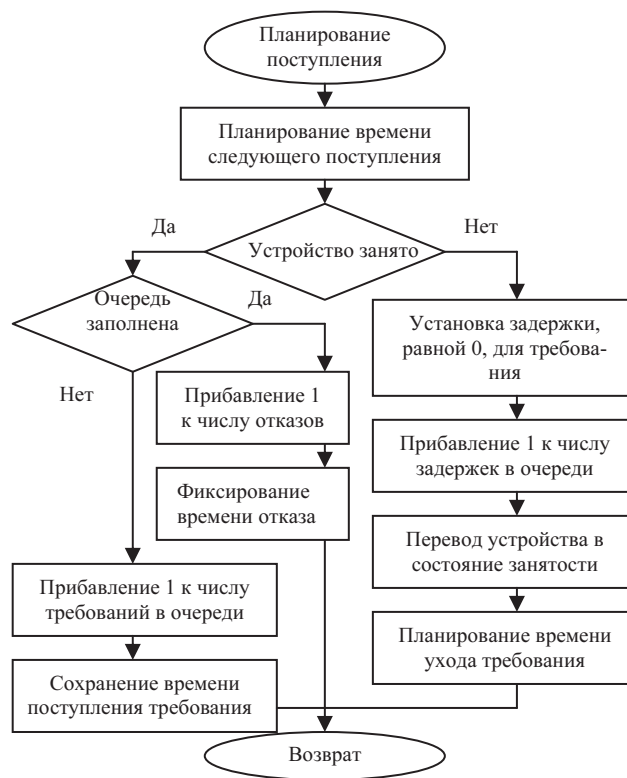 Планирование
поступления
Планирование времени
следующего поступления
Да
Нет
Устройство занято
Очередь
заполнена
Да
Нет
Установка задержки,
равной 0, для требова-
ния
Прибавление 1
к числу отказов
Прибавление 1 к числу
задержек в очереди
Фиксирование
времени отказа
Перевод устройства в
состояние занятости
Прибавление 1 к числу
требований в очереди
Планирование времени
ухода требования
Сохранение времени
поступления требования
Возврат